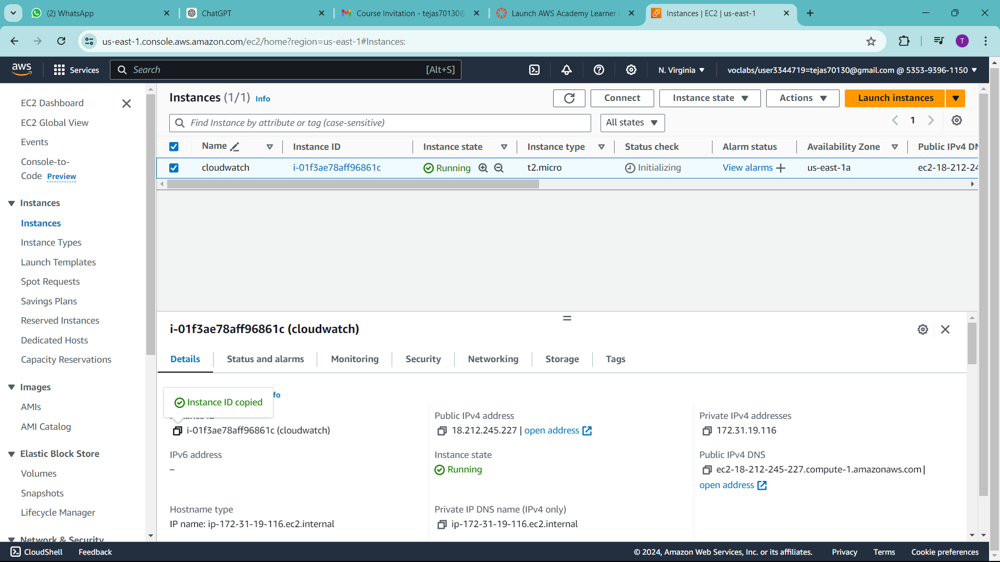 (2) WhatsApp
ChatGPT
Course Invitation - tejas70130@
Launch AWS Academy Learner
Instances | EC2 | us-east-1
us-east-1.console.aws.amazon.com/ec2/home?region=us-east-1#Instances:
T
aws
Services
Search
[Alt+S]
N. Virginia
voclabs/user3344719=tejas70130@gmail.com @ 5353-9396-1150
EC2 Dashboard
EC2 Global View
Events
Console-to-
Code Preview
Instances
Instances
Instance Types
Launch Templates
Spot Requests
Savings Plans
Reserved Instances
Dedicated Hosts
Capacity Reservations
Images
AMIs
AMI Catalog
Elastic Block Store
Volumes
Snapshots
Lifecycle Manager
Network & Security
Instances (1/1) Info
Connect
Instance state
Actions
Launch instances
Find Instance by attribute or tag (case-sensitive)
All states
1
Name
Instance ID
Instance state
Instance type
Status check
Alarm status
Availability Zone
Public IPv4 DN
cloudwatch
i-01f3ae78aff96861c
Running
t2.micro
Initializing
View alarms
us-east-1a
ec2-18-212-24
i-01f3ae78aff96861c (cloudwatch)
Details
Status and alarms
Monitoring
Security
Networking
Storage
Tags
fo
Instance ID copied
Instance ID
i-01f3ae78aff96861c (cloudwatch)
Public IPv4 address
18.212.245.227 | open address
Private IPv4 addresses
172.31.19.116
IPv6 address
–
Instance state
Running
Public IPv4 DNS
ec2-18-212-245-227.compute-1.amazonaws.com |
open address
Hostname type
IP name: ip-172-31-19-116.ec2.internal
Private IP DNS name (IPv4 only)
ip-172-31-19-116.ec2.internal
CloudShell
Feedback
© 2024, Amazon Web Services, Inc. or its affiliates.
Privacy
Terms
Cookie preferences